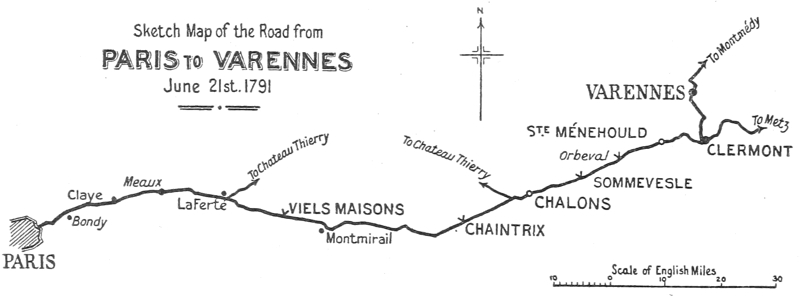 Sketch Map of the Road from
PARIS TO VARENNES
June 21st. 1791
N
To Montmédy
VARENNES
To Metz
STE MÉNEHOULD
CLERMONT
Orbeval
To Chateau Thierry
To Chateau Thierry
SOMMEVESLE
Meaux
Claye
LaFerte
VIELS MAISONS
CHALONS
Bondy
Montmirail
CHAINTRIX
PARIS
Scale of English Miles
10 0 10 20 30